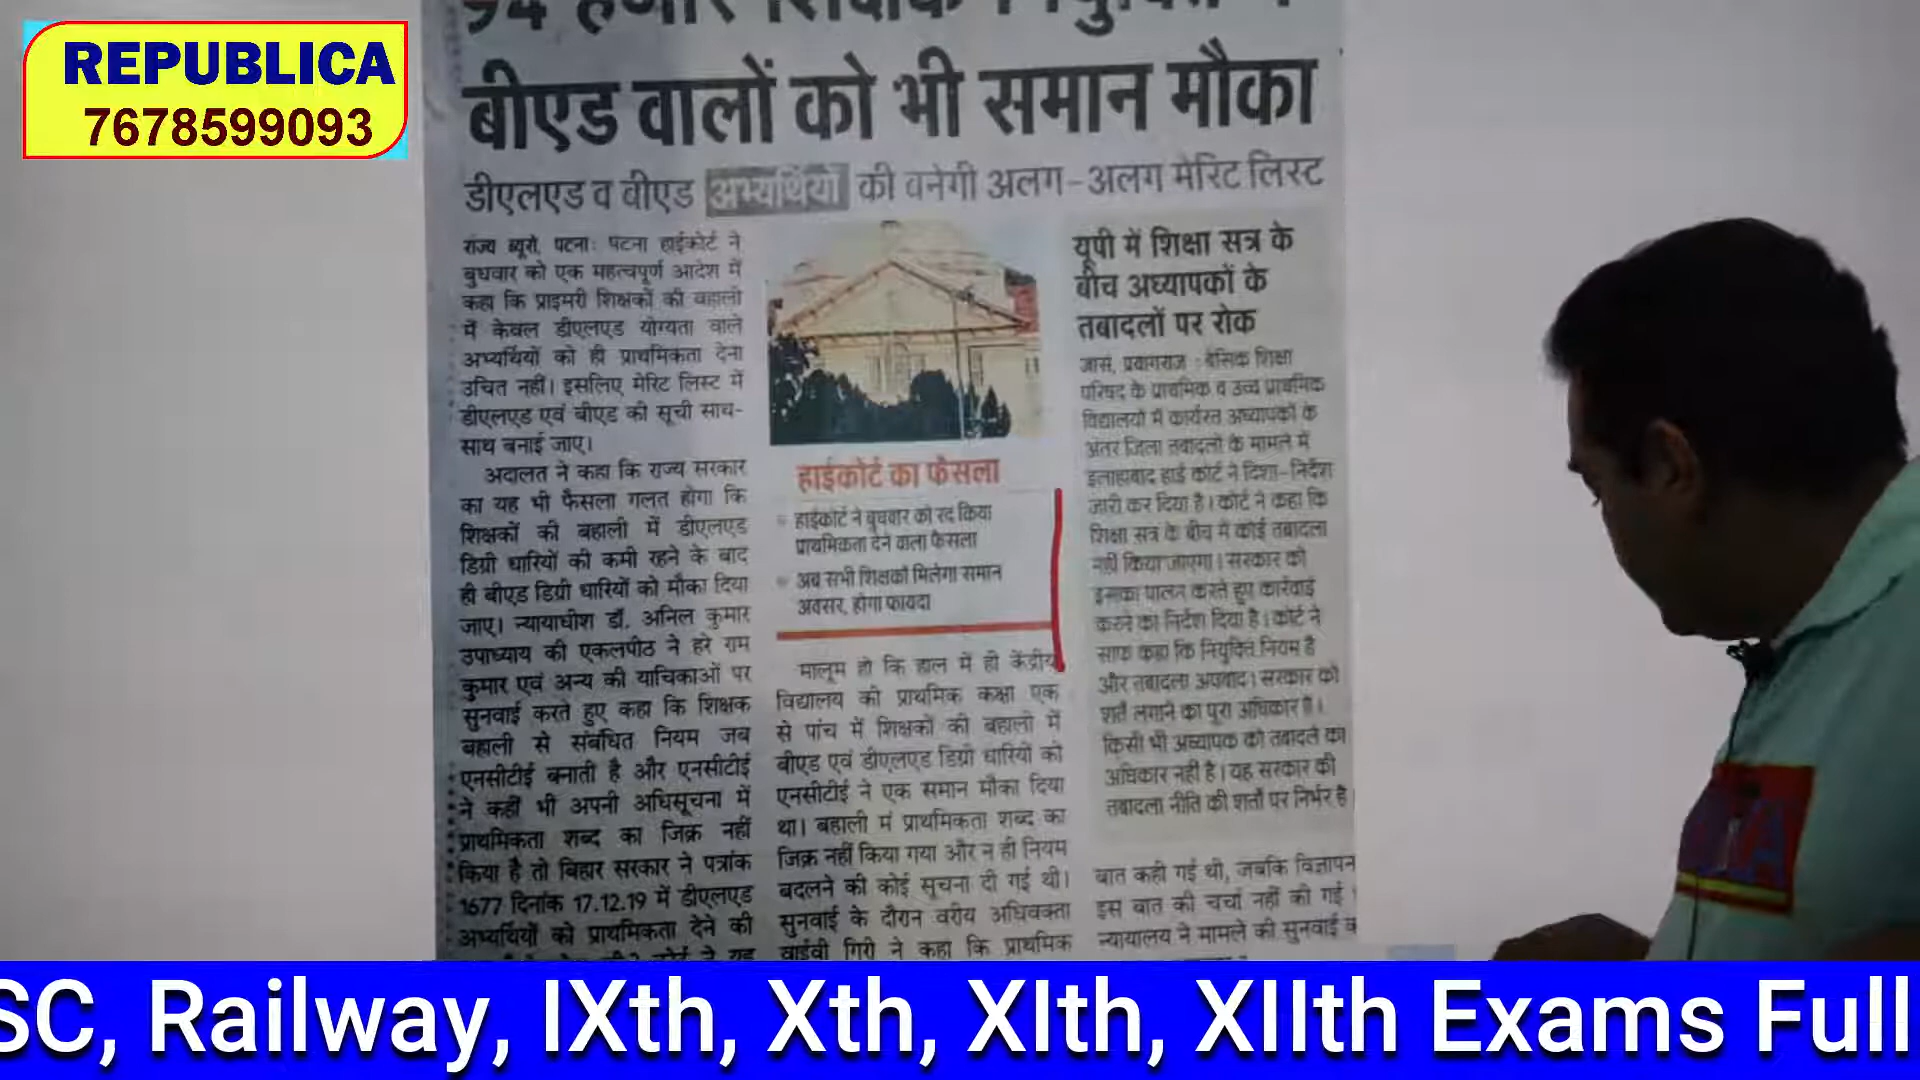 REPUBLICA
7678599093
94 हजार शिक्षक नियुक्ति में
बीएड वालों को भी समान मौका
डीएलएड व बीएड अभ्यर्थियों की बनेगी अलग-अलग मेरिट लिस्ट
राज्य ब्यूरो, पटना: पटना हाईकोर्ट ने
बुधवार को एक महत्वपूर्ण आदेश में
कहा कि प्राइमरी शिक्षकों की बहाली
में केवल डीएलएड योग्यता वाले
अभ्यर्थियों को ही प्राथमिकता देना
उचित नहीं। इसलिए मेरिट लिस्ट में
डीएलएड एवं बीएड की सूची साथ-
साथ बनाई जाए।
अदालत ने कहा कि राज्य सरकार
का यह भी फैसला गलत होगा कि
शिक्षकों की बहाली में डीएलएड
डिग्री धारियों की कमी रहने के बाद
ही बीएड डिग्री धारियों को मौका दिया
जाए। न्यायाधीश डॉ. अनिल कुमार
उपाध्याय की एकलपीठ ने हरे राम
कुमार एवं अन्य की याचिकाओं पर
सुनवाई करते हुए कहा कि शिक्षक
बहाली से संबंधित नियम जब
एनसीटीई बनाती है और एनसीटीई
ने कहीं भी अपनी अधिसूचना में
प्राथमिकता शब्द का जिक्र नहीं
किया है तो बिहार सरकार ने पत्रांक
1677 दिनांक 17.12.19 में डीएलएड
अभ्यर्थियों को प्राथमिकता देने की
हाईकोर्ट का फैसला
हाईकोर्ट ने बुधवार को रद किया
प्राथमिकता देने वाला फैसला
अब सभी शिक्षकों मिलेगा समान
अवसर, होगा फायदा
मालूम हो कि हाल में ही केंद्रीय
विद्यालय की प्राथमिक कक्षा एक
से पांच में शिक्षकों की बहाली में
बीएड एवं डीएलएड डिग्री धारियों को
एनसीटीई ने एक समान मौका दिया
था। बहाली में प्राथमिकता शब्द का
जिक्र नहीं किया गया और न ही नियम
बदलने की कोई सूचना दी गई थी।
सुनवाई के दौरान वरीय अधिवक्ता
वाईवी गिरी ने कहा कि प्राथमिक
यूपी में शिक्षा सत्र के
बीच अध्यापकों के
तबादलों पर रोक
जासं, प्रयागराज : बेसिक शिक्षा
परिषद के प्राथमिक व उच्च प्राथमिक
विद्यालयों में कार्यरत अध्यापकों के
अंतर जिला तबादलों के मामले में
इलाहाबाद हाई कोर्ट ने दिशा-निर्देश
जारी कर दिया है। कोर्ट ने कहा कि
शिक्षा सत्र के बीच में कोई तबादला
नहीं किया जाएगा। सरकार को
इसका पालन करते हुए कार्रवाई
करने का निर्देश दिया है। कोर्ट ने
साफ कहा कि नियुक्ति नियम है
और तबादला अपवाद। सरकार को
शर्तें लगाने का पूरा अधिकार है।
किसी भी अध्यापक को तबादले का
अधिकार नहीं है। यह सरकार की
तबादला नीति की शर्तों पर निर्भर है
बात कही गई थी, जबकि विज्ञापन
इस बात की चर्चा नहीं की गई
न्यायालय ने मामले की सुनवाई
SC, Railway, IXth, Xth, XIth, XIIth Exams Full